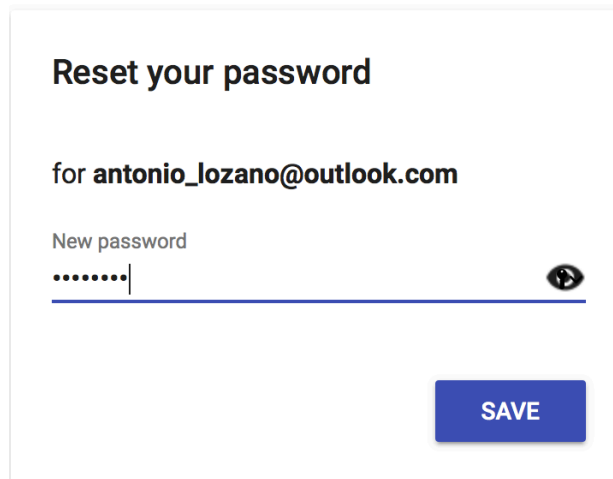 Reset your password
for antonio_lozano@outlook.com
New password
••••••••
SAVE